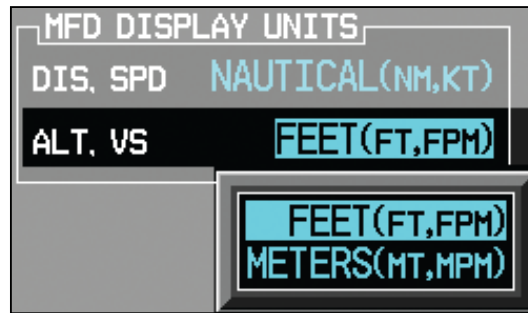 MFD DISPLAY UNITS
DIS, SPD NAUTICAL(NM,KT)
ALT, VS FEET(FT,FPM)
FEET(FT,FPM)
METERS(MT,MPM)